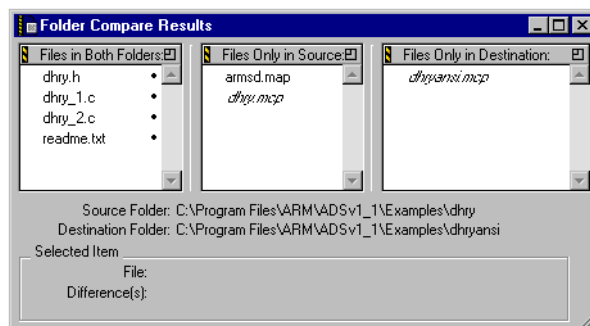 Folder Compare Results
Files in Both Folders: Files Only in Source: Files Only in Destination:
dhry.h • armsd.map dhryansi.mcp
dhry_1.c • dhry.mcp
dhry_2.c •
readme.txt •
Source Folder: C:\Program Files\ARM\ADSv1_1\Examples\dhry
Destination Folder: C:\Program Files\ARM\ADSv1_1\Examples\dhryansi
Selected Item
File:
Difference(s):